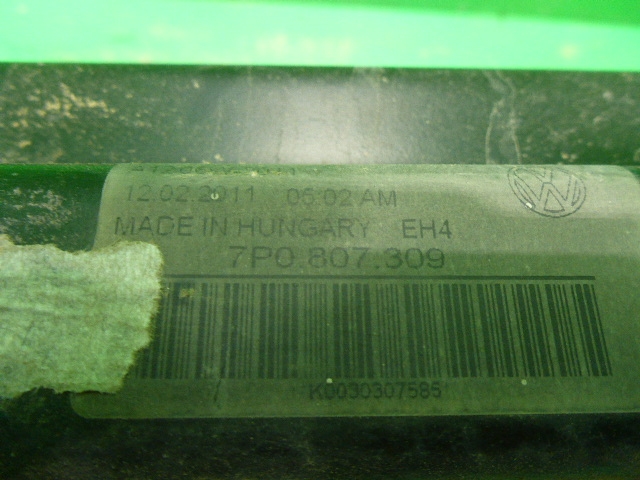 12.02.2011 06:02 AM
MADE IN HUNGARY EH4
7P0.807.309
K0030307585